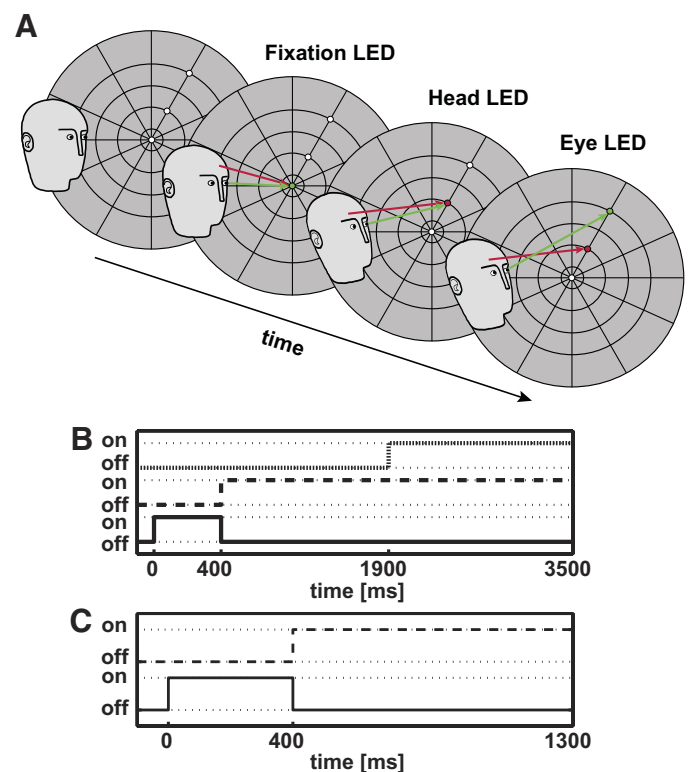 A
Fixation LED
Head LED
Eye LED
time
B
on
off
on
off
on
off
0 400 1900 3500
time [ms]
C
on
off
on
off
0 400 1300
time [ms]